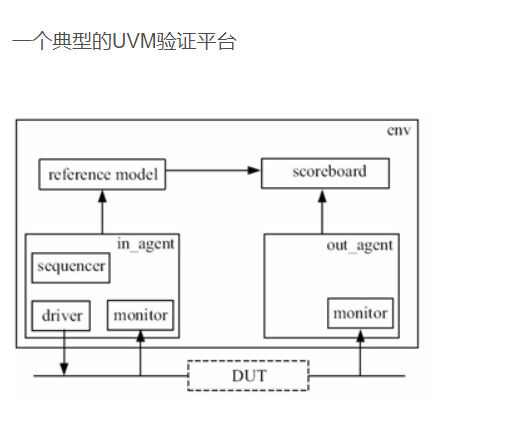 一个典型的UVM验证平台
env
reference model
scoreboard
in_agent
out_agent
sequencer
driver
monitor
monitor
DUT